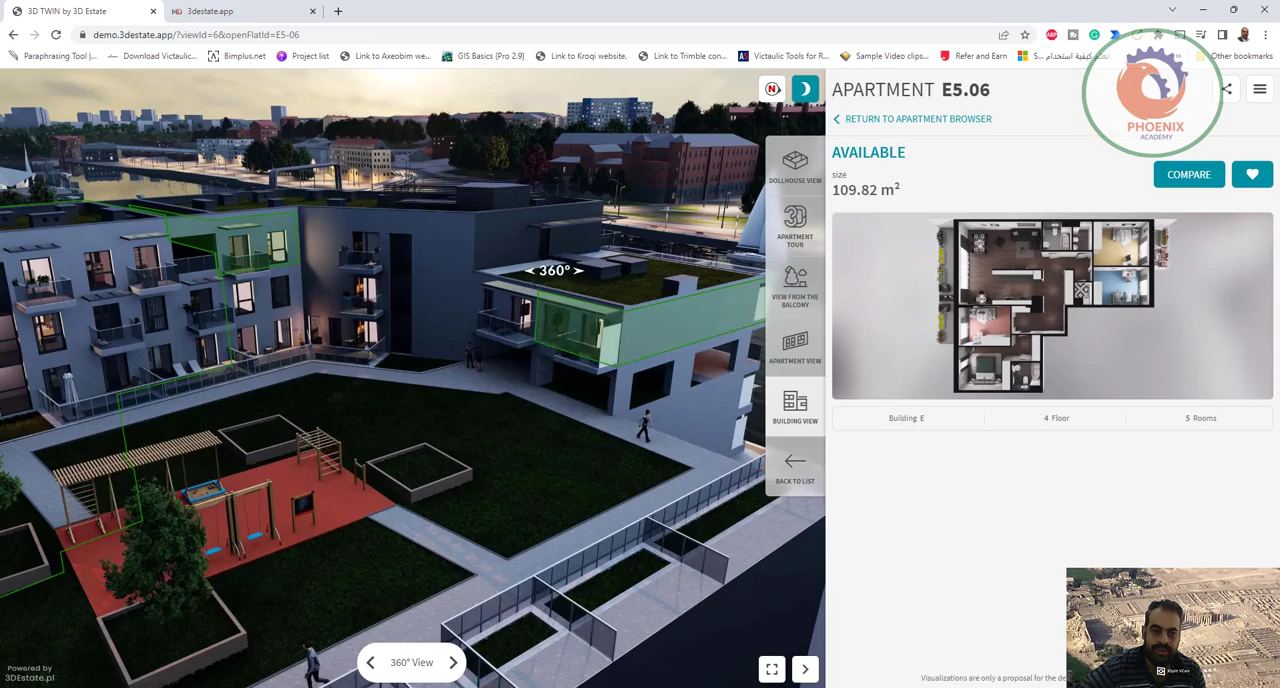 3D TWIN by 3D Estate
3destate.app
demo.3destate.app/?viewId=6&openFlatId=E5-06
Paraphrasing Tool |...
Download Victaulic...
Bimplus.net
Project list
Link to Axeobim we...
Link to Kroqi website.
Link to Trimble con...
GIS Basics (Pro 2.9)
Victaulic Tools for R...
Sample Video clips...
Refer and Earn
كيفية استخدام
Other bookmarks
N
360°
DOLLHOUSE VIEW
3D
APARTMENT
TOUR
VIEW FROM THE
BALCONY
APARTMENT VIEW
BUILDING VIEW
BACK TO LIST
360° View
Powered by
3DEstate.pl
APARTMENT E5.06
RETURN TO APARTMENT BROWSER
AVAILABLE
size
109.82 m²
COMPARE
Building E
4 Floor
5 Rooms
Visualizations are only a proposal for the de
PHOENIX
ACADEMY
XSplit VCam